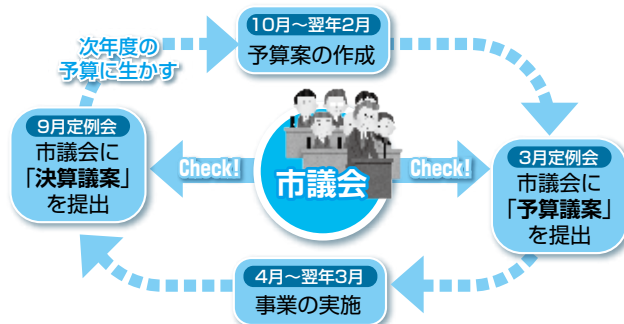 10月～翌年2月
予算案の作成
次年度の
予算に生かす
9月定例会
市議会に
「決算議案」
を提出
Check!
市議会
Check!
3月定例会
市議会に
「予算議案」
を提出
4月～翌年3月
事業の実施